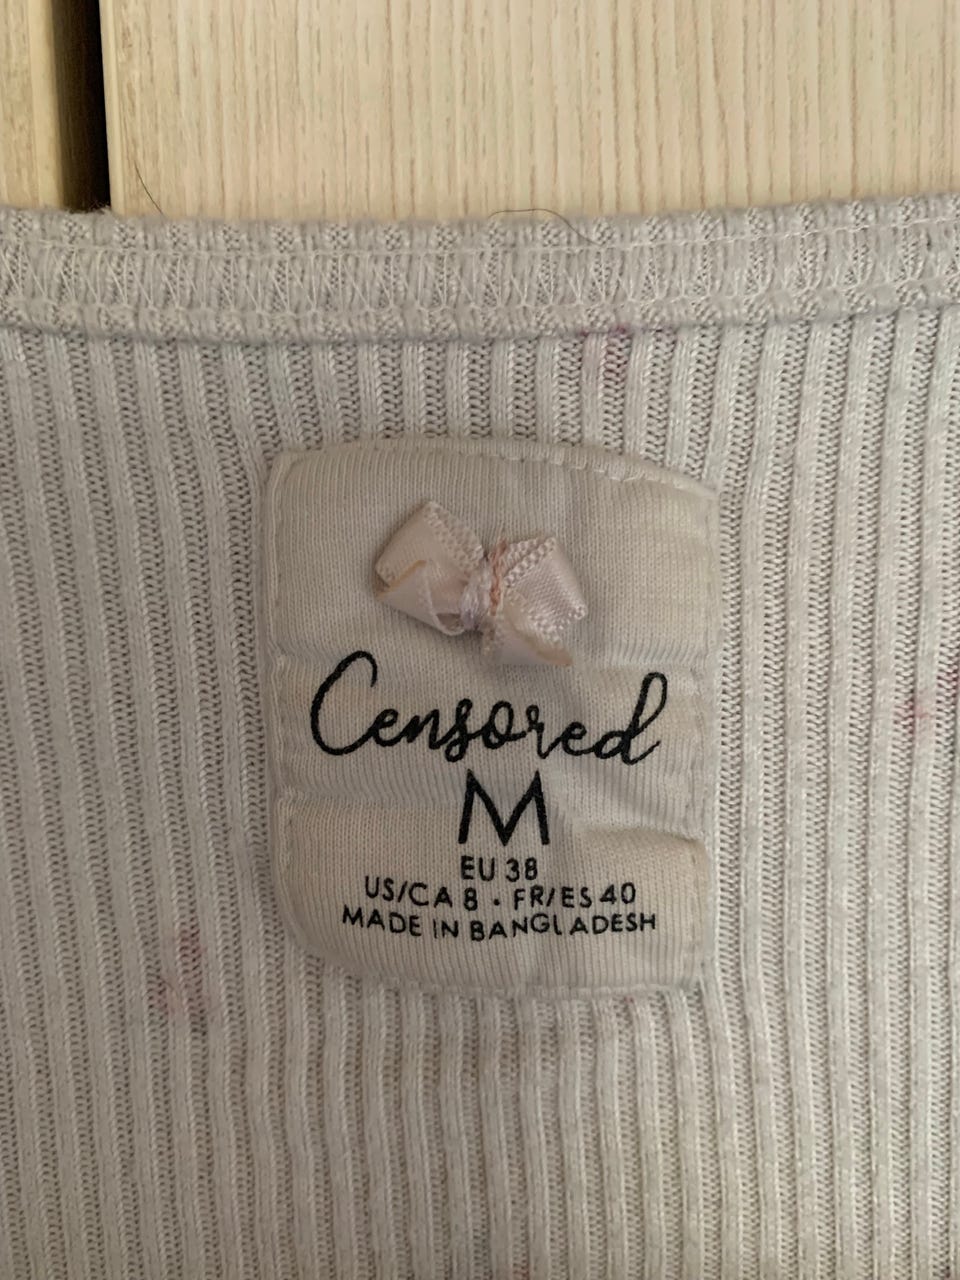 Censored
M
EU 38
US/CA 8 • FR/ES 40
MADE IN BANGLADESH